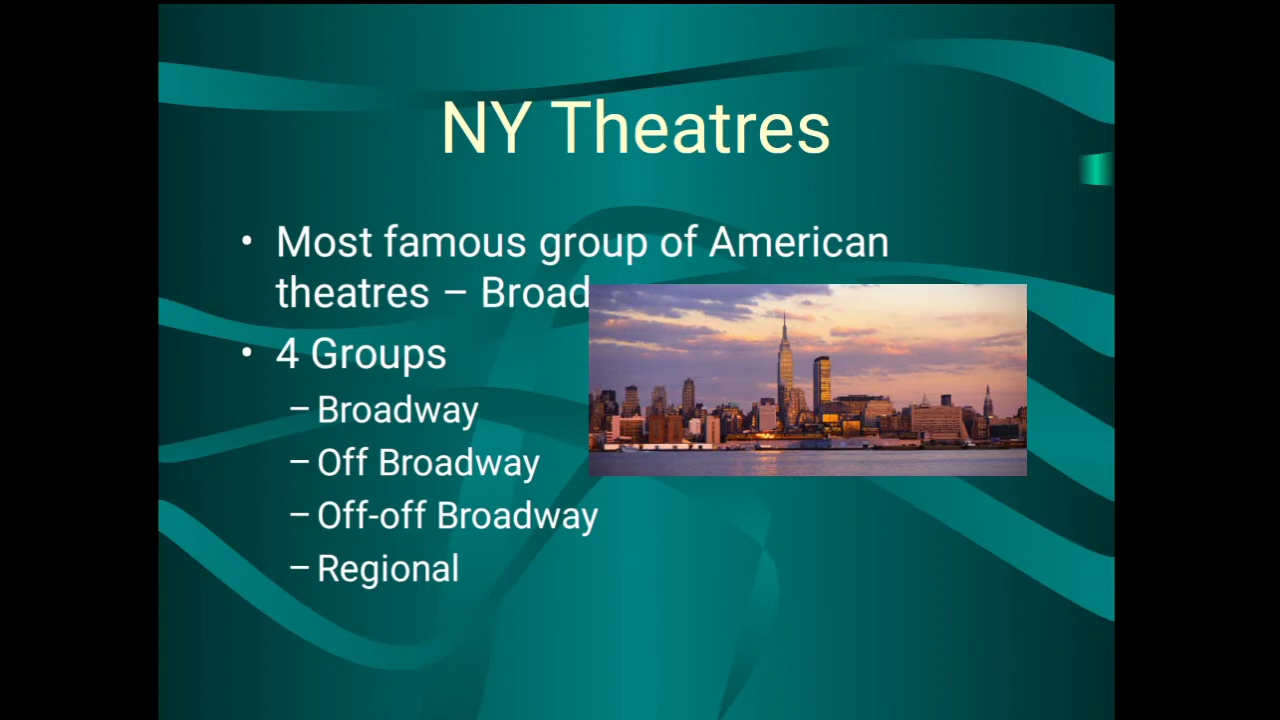 NY Theatres
• Most famous group of American
theatres – Broad
• 4 Groups
– Broadway
– Off Broadway
– Off-off Broadway
– Regional